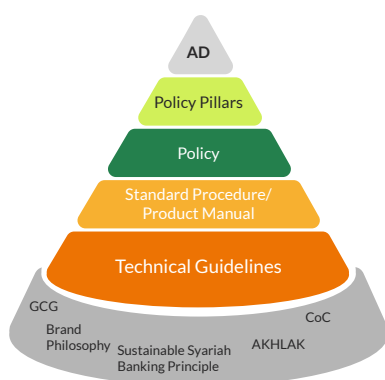 AD
Policy Pillars
Policy
Standard Procedure/
Product Manual
Technical Guidelines
GCG
Brand
Philosophy
Sustainable Syariah
Banking Principle
AKHLAK
CoC